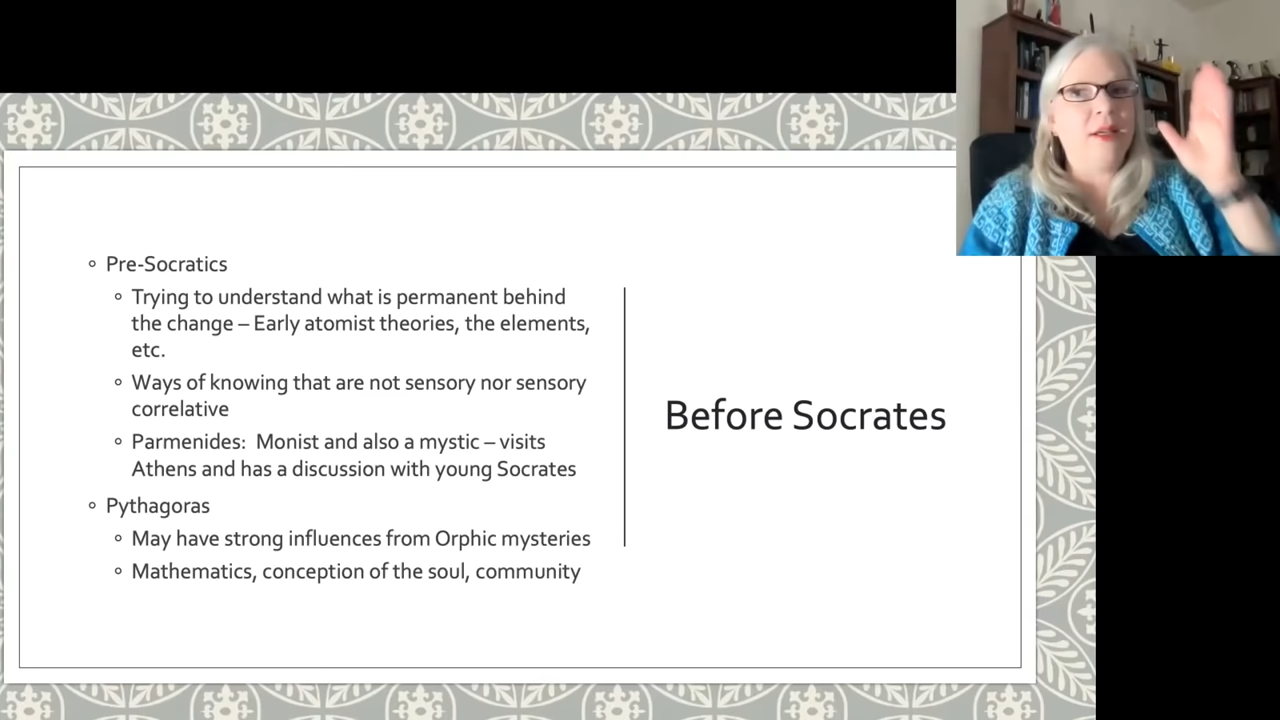 ◦ Pre-Socratics
◦ Trying to understand what is permanent behind
the change – Early atomist theories, the elements,
etc.
◦ Ways of knowing that are not sensory nor sensory
correlative
◦ Parmenides:  Monist and also a mystic – visits
Athens and has a discussion with young Socrates
◦ Pythagoras
◦ May have strong influences from Orphic mysteries
◦ Mathematics, conception of the soul, community
Before Socrates